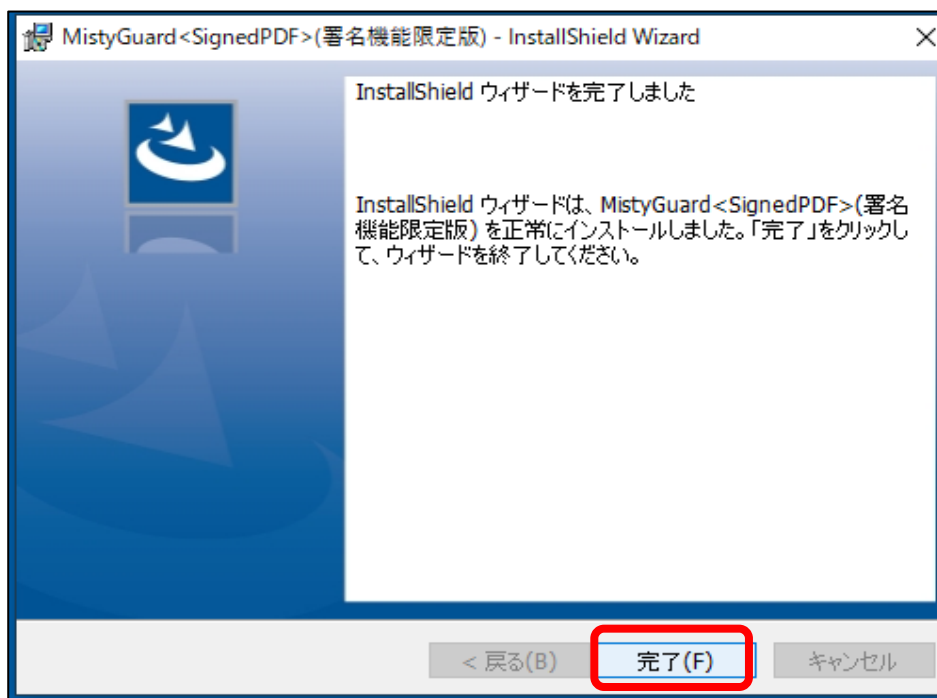 MistyGuard<SignedPDF>(署名機能限定版) - InstallShield Wizard
InstallShield ウィザードを完了しました
InstallShield ウィザードは、MistyGuard<SignedPDF>(署名
機能限定版) を正常にインストールしました。「完了」をクリックし
て、ウィザードを終了してください。
< 戻る(B)
完了(F)
キャンセル